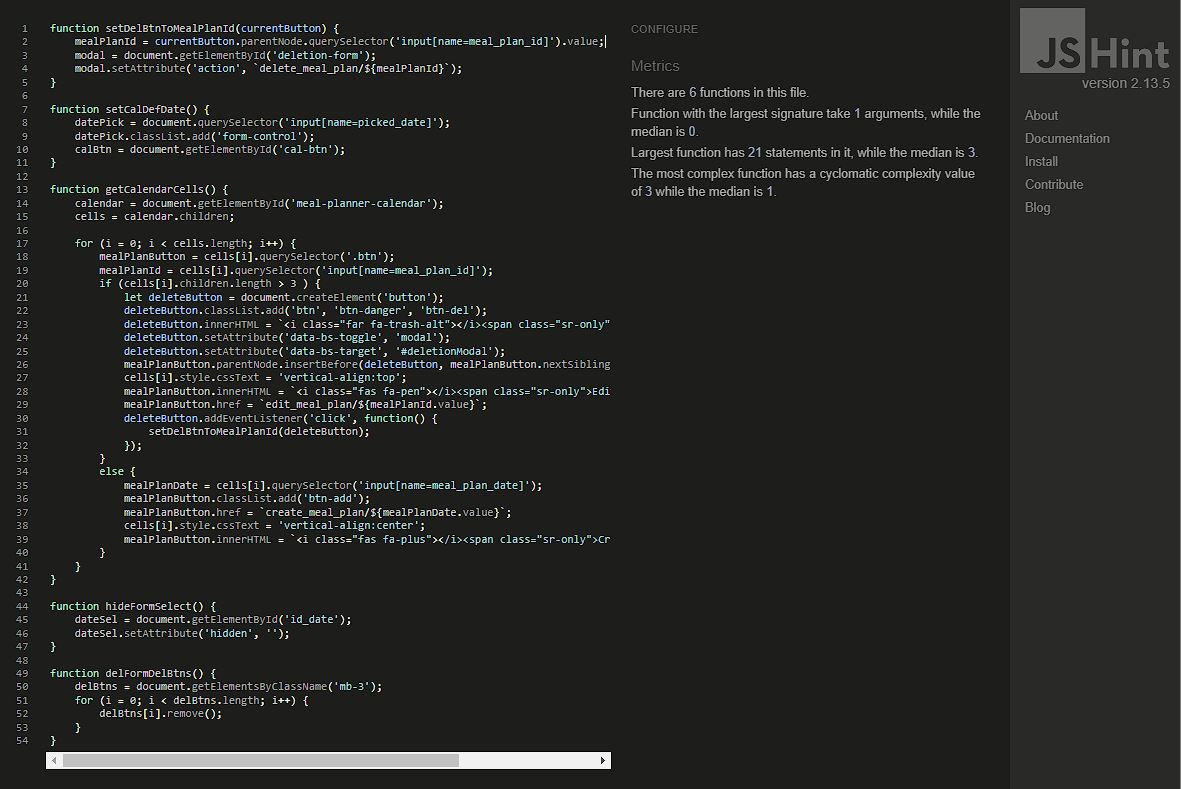 1 function setDelBtnToMealPlanId(currentButton) {
2 mealPlanId = currentButton.parentNode.querySelector('input[name=meal_plan_id]').value;
3 modal = document.getElementById('deletion-form');
4 modal.setAttribute('action', `delete_meal_plan/${mealPlanId}`);
5 }
6
7 function setCalDefDate() {
8 datePick = document.querySelector('input[name=picked_date]');
9 datePick.classList.add('form-control');
10 calBtn = document.getElementById('cal-btn');
11 }
12
13 function getCalendarCells() {
14 calendar = document.getElementById('meal-planner-calendar');
15 cells = calendar.children;
16
17 for (i = 0; i < cells.length; i++) {
18 mealPlanButton = cells[i].querySelector('.btn');
19 mealPlanId = cells[i].querySelector('input[name=meal_plan_id]');
20 if (cells[i].children.length > 3 ) {
21 let deleteButton = document.createElement('button');
22 deleteButton.classList.add('btn', 'btn-danger', 'btn-del');
23 deleteButton.innerHTML = `<i class="far fa-trash-alt"></i><span class="sr-only"
24 deleteButton.setAttribute('data-bs-toggle', 'modal');
25 deleteButton.setAttribute('data-bs-target', '#deletionModal');
26 mealPlanButton.parentNode.insertBefore(deleteButton, mealPlanButton.nextSibling
27 cells[i].style.cssText = 'vertical-align:top';
28 mealPlanButton.innerHTML = `<i class="fas fa-pen"></i><span class="sr-only">Edi
29 mealPlanButton.href = `edit_meal_plan/${mealPlanId.value}`;
30 deleteButton.addEventListener('click', function() {
31 setDelBtnToMealPlanId(deleteButton);
32 });
33 }
34 else {
35 mealPlanDate = cells[i].querySelector('input[name=meal_plan_date]');
36 mealPlanButton.classList.add('btn-add');
37 mealPlanButton.href = `create_meal_plan/${mealPlanDate.value}`;
38 cells[i].style.cssText = 'vertical-align:center';
39 mealPlanButton.innerHTML = `<i class="fas fa-plus"></i><span class="sr-only">Cr
40 }
41 }
42 }
43
44 function hideFormSelect() {
45 dateSel = document.getElementById('id_date');
46 dateSel.setAttribute('hidden', '');
47 }
48
49 function delFormDelBtns() {
50 delBtns = document.getElementsByClassName('mb-3');
51 for (i = 0; i < delBtns.length; i++) {
52 delBtns[i].remove();
53 }
54 }
CONFIGURE
Metrics
There are 6 functions in this file.
Function with the largest signature take 1 arguments, while the
median is 0.
Largest function has 21 statements in it, while the median is 3.
The most complex function has a cyclomatic complexity value
of 3 while the median is 1.
JSHint
version 2.13.5
About
Documentation
Install
Contribute
Blog